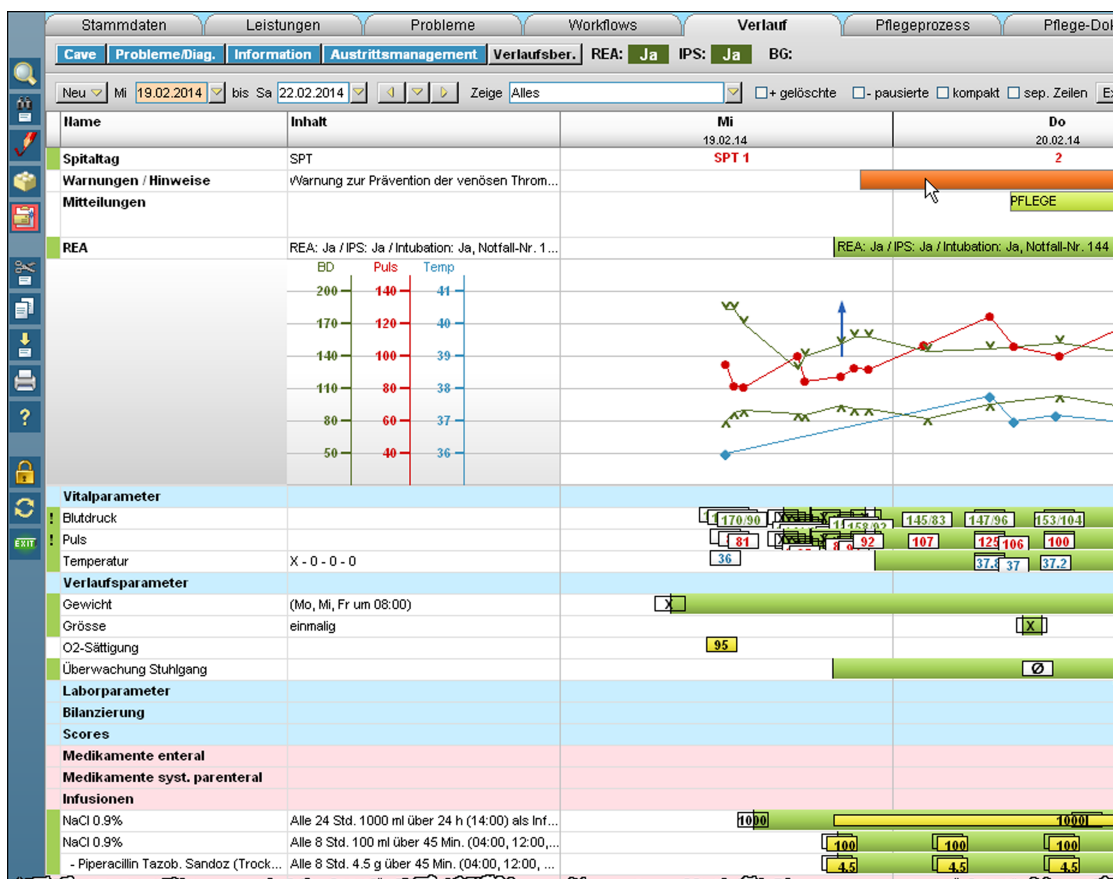 Stammdaten Leistungen Probleme Workflows Verlauf Pflegeprozess Pflege-Dok
Cave Probleme/Diag. Information Austrittsmanagement Verlaufsber. REA: Ja IPS: Ja BG:
Neu Mi 19.02.2014 bis Sa 22.02.2014 Zeige Alles + gelöschte - pausierte kompakt sep. Zeilen
Name Inhalt Mi Do
19.02.14 20.02.14
Spitaltag SPT SPT 1 2
Warnungen / Hinweise Warnung zur Prävention der venösen Throm...
Mitteilungen PFLEGE
REA REA: Ja / IPS: Ja / Intubation: Ja, Notfall-Nr. 1... REA: Ja / IPS: Ja / Intubation: Ja, Notfall-Nr. 144
BD Puls Temp
200 140 41
170 120 40
140 100 39
110 80 38
80 60 37
50 40 36
Vitalparameter
! Blutdruck 170/90 158/92 145/83 147/96 153/104
! Puls 81 92 107 125 106 100
Temperatur X - 0 - 0 - 0 36 37.8 37 37.2
Verlaufsparameter
Gewicht (Mo, Mi, Fr um 08:00) X
Grösse einmalig X
O2-Sättigung 95
Überwachung Stuhlgang Ø
Laborparameter
Bilanzierung
Scores
Medikamente enteral
Medikamente syst. parenteral
Infusionen
NaCl 0.9% Alle 24 Std. 1000 ml über 24 h (14:00) als Inf... 1000 1000
NaCl 0.9% Alle 8 Std. 100 ml über 45 Min. (04:00, 12:00,... 100 100 100
- Piperacillin Tazob. Sandoz (Trock... Alle 8 Std. 4.5 g über 45 Min. (04:00, 12:00, ... 4.5 4.5 4.5
EXIT